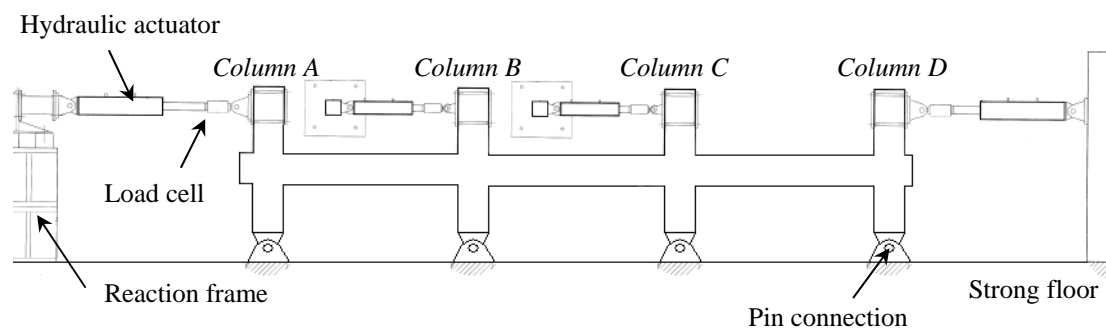 Hydraulic actuator
Column A
Column B
Column C
Column D
Load cell
Reaction frame
Strong floor
Pin connection